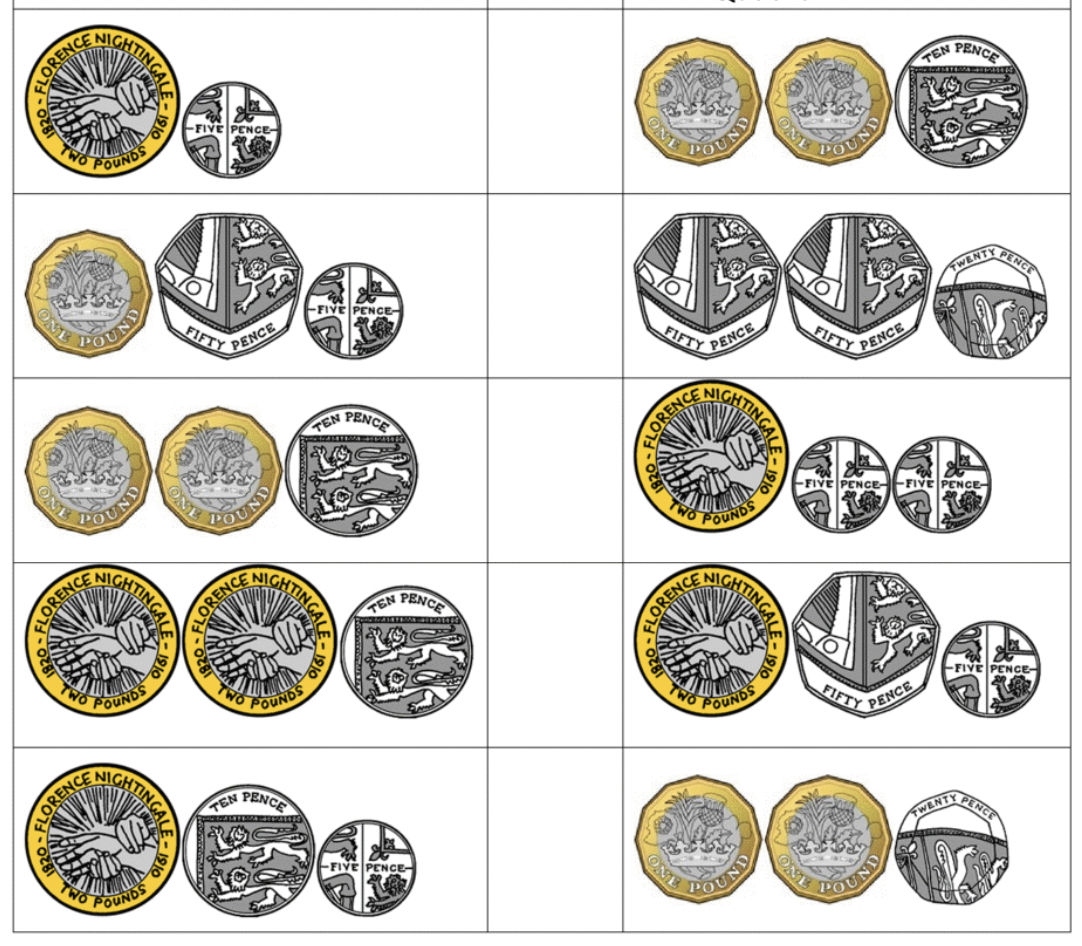 1820 - FLORENCE NIGHTINGALE - 1910
TWO POUNDS
FIVE PENCE
ONE POUND
ONE POUND
TEN PENCE
ONE POUND
FIFTY PENCE
FIVE PENCE
FIFTY PENCE
FIFTY PENCE
TWENTY PENCE
ONE POUND
ONE POUND
TEN PENCE
1820 - FLORENCE NIGHTINGALE - 1910
TWO POUNDS
FIVE PENCE
FIVE PENCE
1820 - FLORENCE NIGHTINGALE - 1910
TWO POUNDS
1820 - FLORENCE NIGHTINGALE - 1910
TWO POUNDS
TEN PENCE
1820 - FLORENCE NIGHTINGALE - 1910
TWO POUNDS
FIFTY PENCE
FIVE PENCE
1820 - FLORENCE NIGHTINGALE - 1910
TWO POUNDS
TEN PENCE
FIVE PENCE
ONE POUND
ONE POUND
TWENTY PENCE